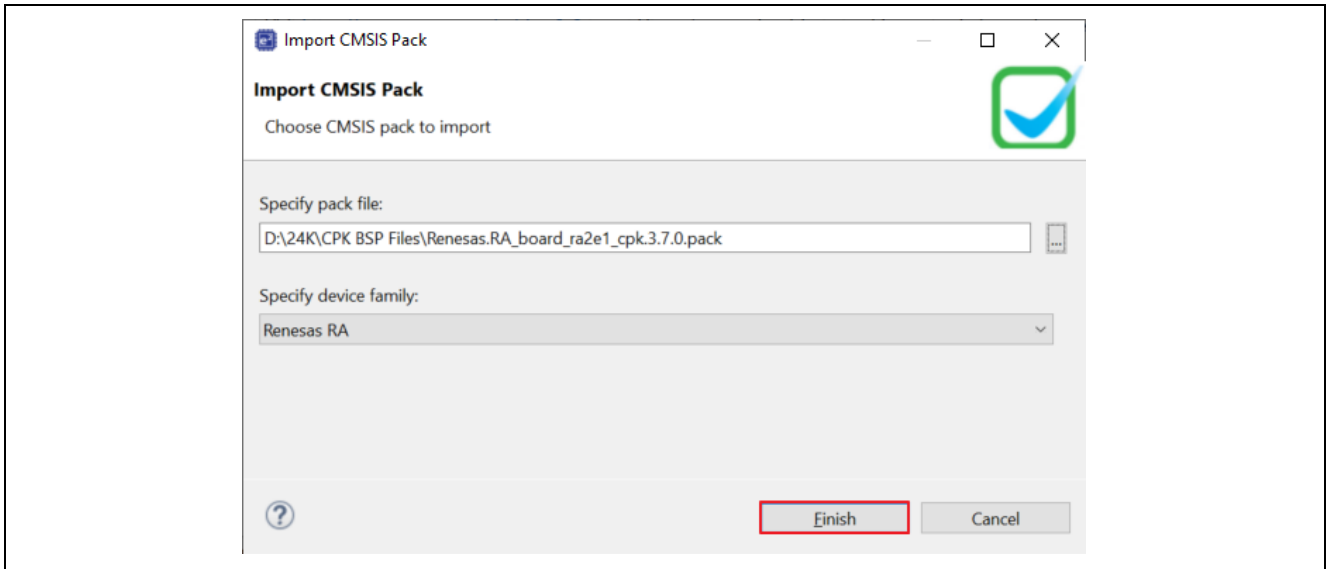 Import CMSIS Pack
Import CMSIS Pack
Choose CMSIS pack to import
Specify pack file:
D:\24K\CPK BSP Files\Renesas.RA_board_ra2e1_cpk.3.7.0.pack
...
Specify device family:
Renesas RA
?
Finish
Cancel